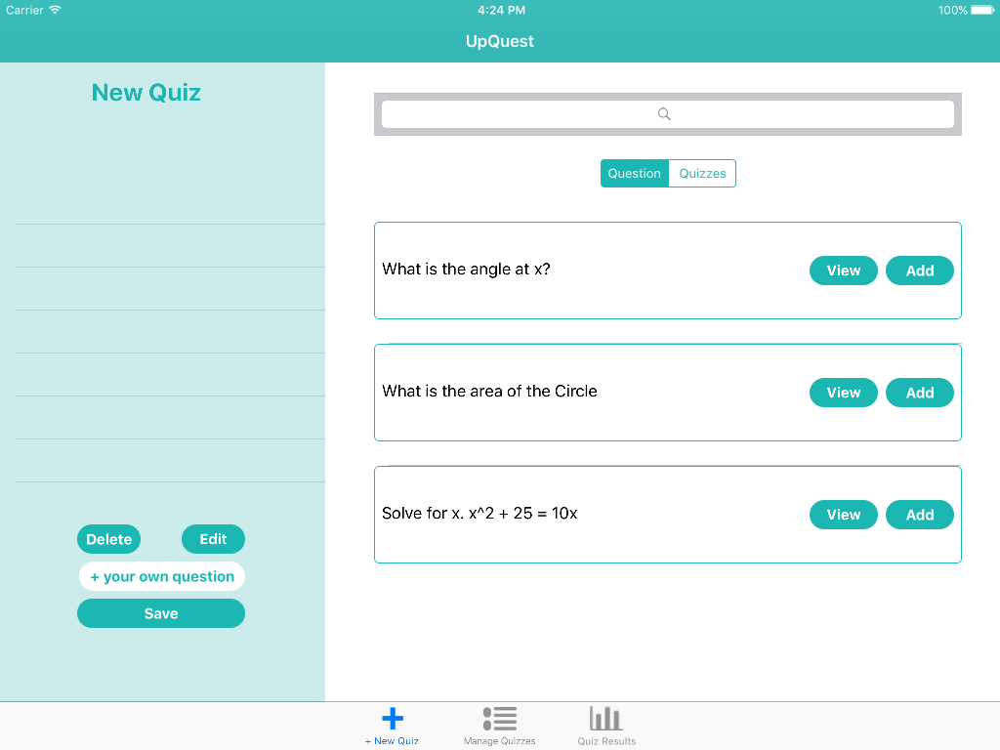 Carrier 4:24 PM 100%
UpQuest
New Quiz
Delete Edit
+ your own question
Save
Question Quizzes
What is the angle at x? View Add
What is the area of the Circle View Add
Solve for x. x^2 + 25 = 10x View Add
+ New Quiz Manage Quizzes Quiz Results